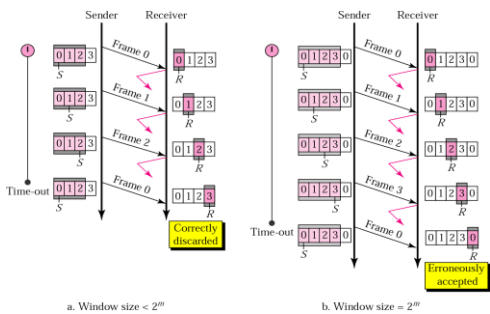 Sender Receiver
0 1 2 3
S
Frame 0
0 1 2 3
R
0 1 2 3
S
Frame 1
0 1 2 3
R
0 1 2 3
S
Frame 2
0 1 2 3
R
Time-out
0 1 2 3
S
Frame 0
0 1 2 3
R
Correctly
discarded
a. Window size < 2^m
Sender Receiver
0 1 2 3 0
S
Frame 0
0 1 2 3 0
R
0 1 2 3 0
S
Frame 1
0 1 2 3 0
R
0 1 2 3 0
S
Frame 2
0 1 2 3 0
R
0 1 2 3 0
S
Frame 3
0 1 2 3 0
R
Time-out
0 1 2 3 0
S
Frame 0
0 1 2 3 0
R
Erroneously
accepted
b. Window size = 2^m